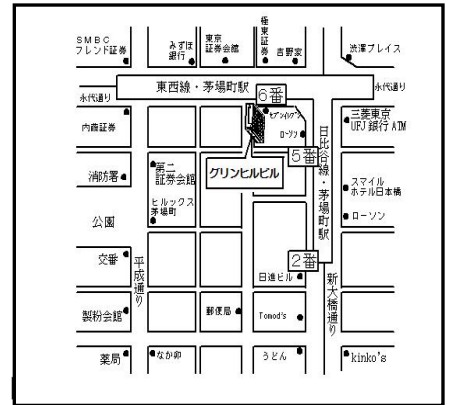 SMBC
フレンド証券
みずほ
銀行
東京
証券会館
極東証券
吉野家
渋澤プレイス
東西線・茅場町駅
永代通り
永代通り
6番
内藤証券
セブンイレブン
ローソン
三菱東京
UFJ銀行ATM
5番
日比谷線・茅場町駅
消防署
第二
証券会館
グリンヒルビル
スマイル
ホテル日本橋
ヒルックス
茅場町
ローソン
公園
2番
交番
平成通り
日進ビル
新大橋通り
製粉会館
郵便局
Tomod's
薬局
なか卯
うどん
kinko's